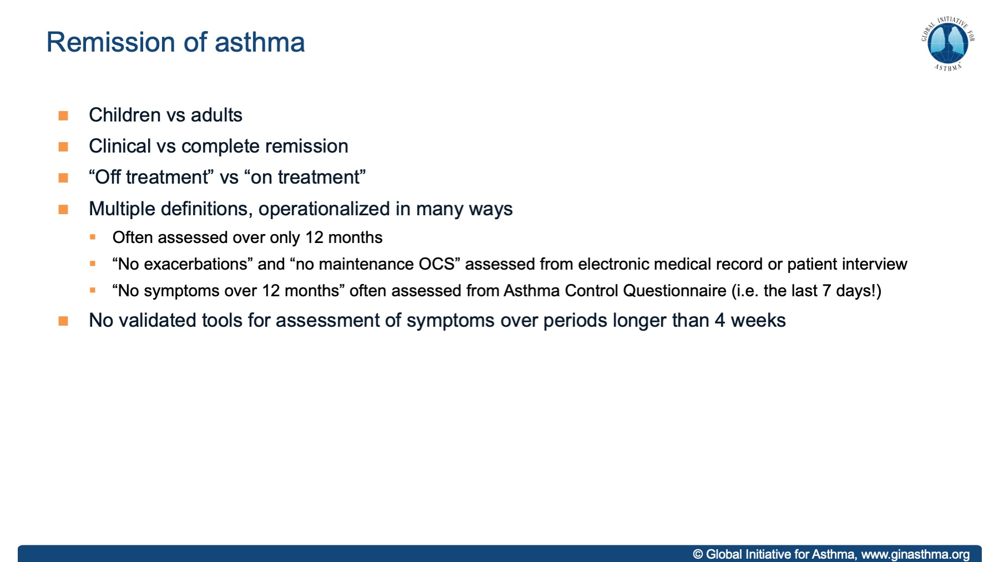 Remission of asthma
GLOBAL INITIATIVE FOR
ASTHMA
Children vs adults
Clinical vs complete remission
“Off treatment” vs “on treatment”
Multiple definitions, operationalized in many ways
Often assessed over only 12 months
“No exacerbations” and “no maintenance OCS” assessed from electronic medical record or patient interview
“No symptoms over 12 months” often assessed from Asthma Control Questionnaire (i.e. the last 7 days!)
No validated tools for assessment of symptoms over periods longer than 4 weeks
© Global Initiative for Asthma, www.ginasthma.org